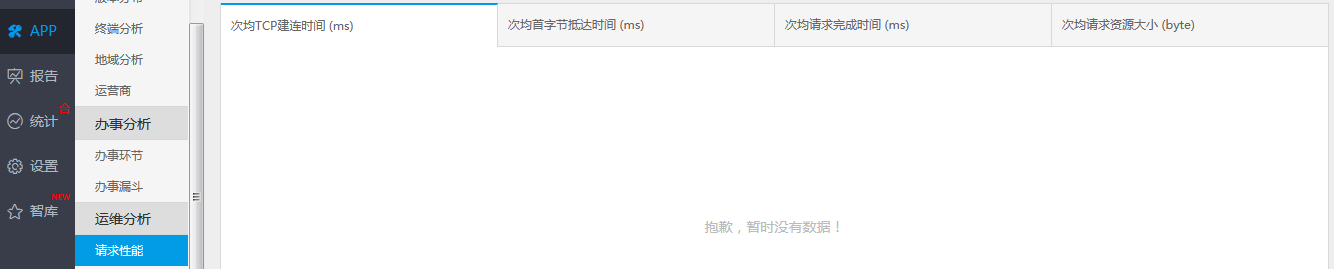 APP
报告
统计
设置
智库
NEW
终端分析
地域分析
运营商
办事分析
办事环节
办事漏斗
运维分析
请求性能
次均TCP建连时间 (ms)
次均首字节抵达时间 (ms)
次均请求完成时间 (ms)
次均请求资源大小 (byte)
抱歉，暂时没有数据！